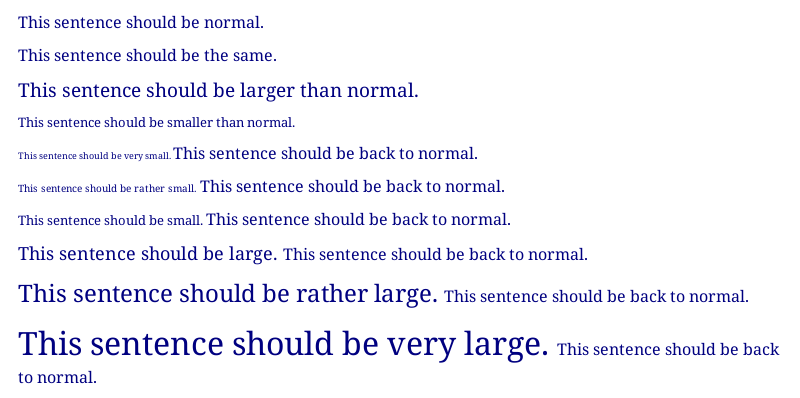 This sentence should be normal.
This sentence should be the same.
This sentence should be larger than normal.
This sentence should be smaller than normal.
This sentence should be very small. This sentence should be back to normal.
This sentence should be rather small. This sentence should be back to normal.
This sentence should be small. This sentence should be back to normal.
This sentence should be large. This sentence should be back to normal.
This sentence should be rather large. This sentence should be back to normal.
This sentence should be very large. This sentence should be back
to normal.